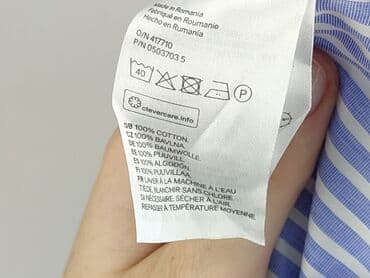 Made in Romania
Fabriqué en Roumanie
Hecho en Rumanía
O/N 417710
P/N 0503703 5
40
P
clevercare.info
GB 100% COTTON.
CZ 100% BAVLNA.
DE 100% BAUMWOLLE.
EE 100% PUUVILL.
ES 100% ALGODÓN.
FI 100% PUUVILLAA.
FR LAVER À LA MACHINE À L'EAU
TIÈDE. BLANCHIR SANS CHLORE.
SI NÉCESSAIRE. SÉCHER À L'AIR.
REPASSER À TEMPÉRATURE MOYENNE.